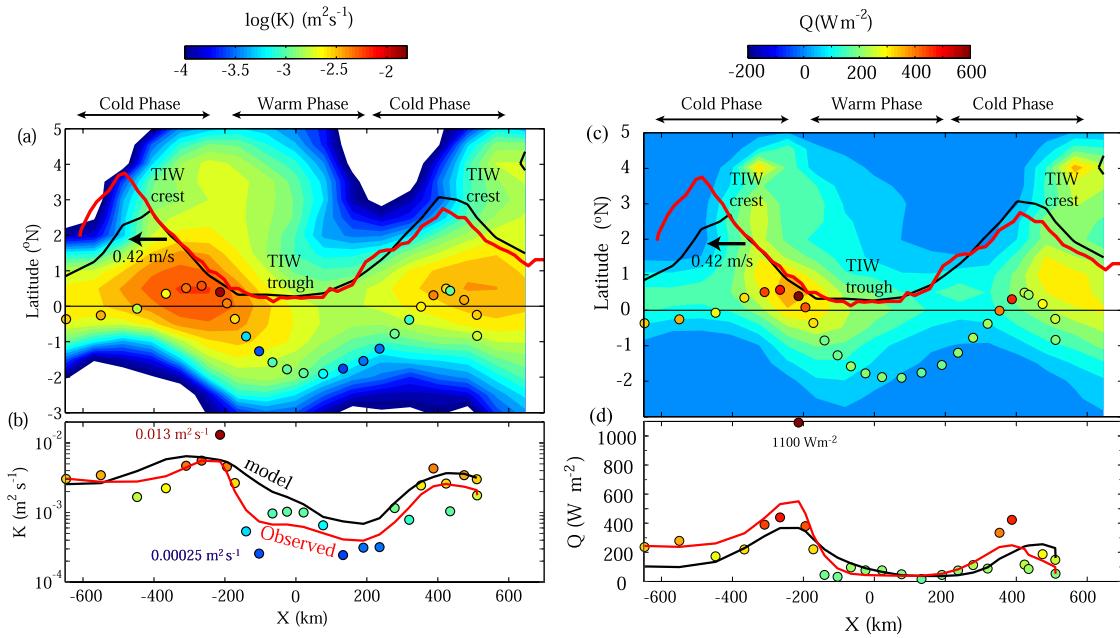 log(K) (m²s⁻¹)
-4 -3.5 -3 -2.5 -2
Cold Phase Warm Phase Cold Phase
(a)
5
4
3
2
1
0
-1
-2
-3
Latitude (⁰N)
TIW
crest
0.42 m/s
TIW
trough
TIW
crest
(b)
10⁻²
10⁻³
10⁻⁴
K (m² s⁻¹)
0.013 m² s⁻¹
model
Observed
0.00025 m² s⁻¹
-600 -400 -200 0 200 400 600
X (km)
Q(Wm⁻²)
-200 0 200 400 600
Cold Phase Warm Phase Cold Phase
(c)
5
4
3
2
1
0
-1
-2
Latitude (⁰N)
TIW
crest
0.42 m/s
TIW
trough
TIW
crest
(d)
1000
800
600
400
200
0
Q (W m⁻²)
1100 Wm⁻²
-600 -400 -200 0 200 400 600
X (km)